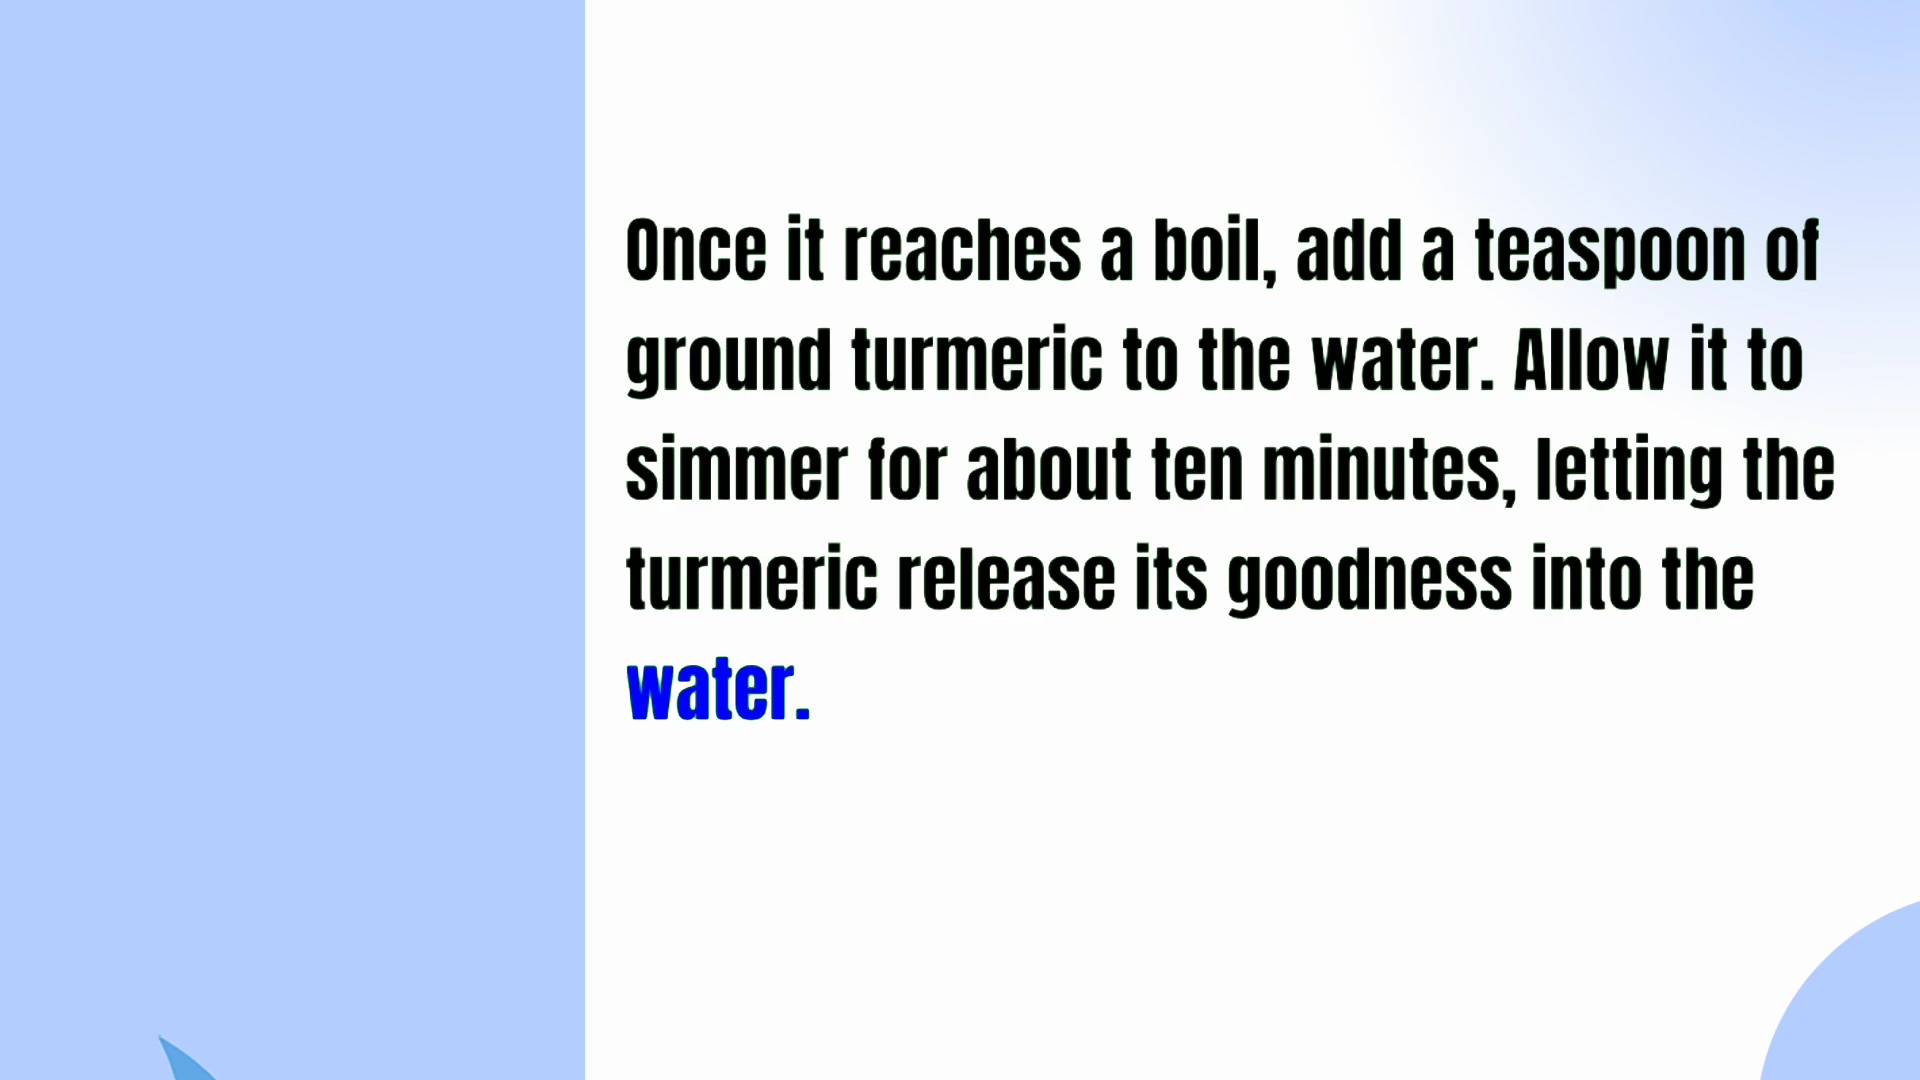 Once it reaches a boil, add a teaspoon of
ground turmeric to the water. Allow it to
simmer for about ten minutes, letting the
turmeric release its goodness into the
water.